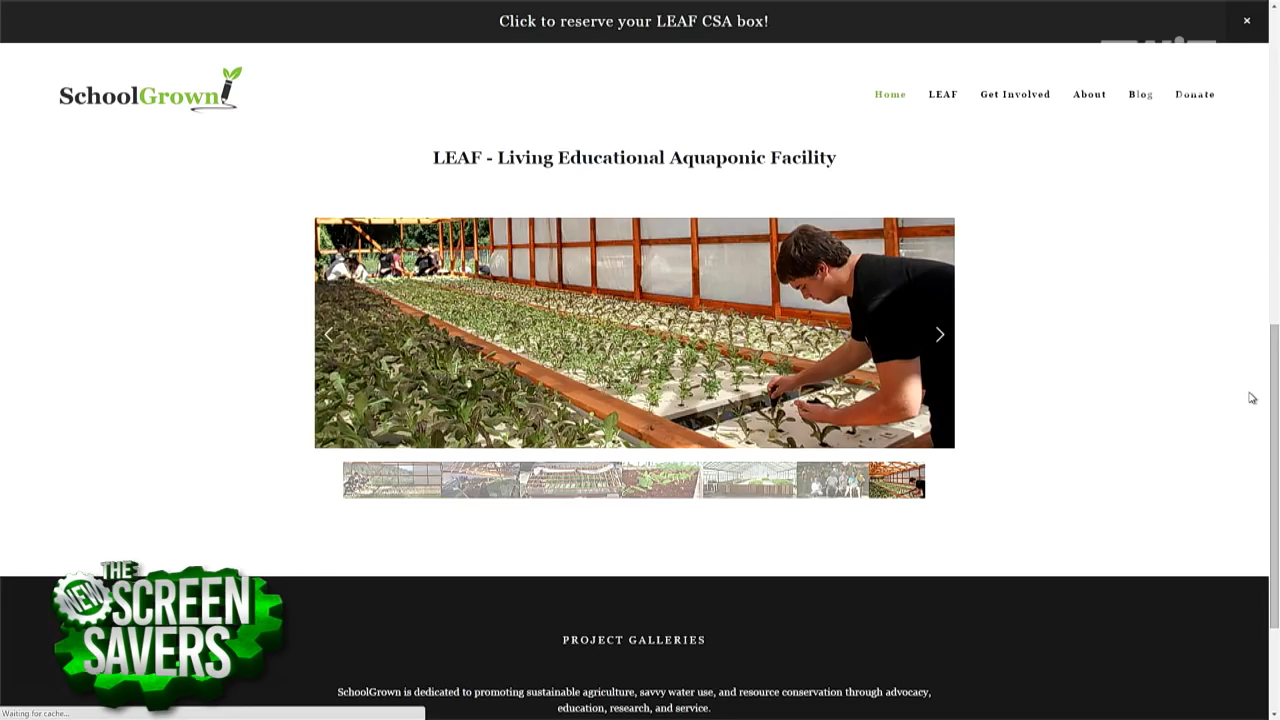 Click to reserve your LEAF CSA box!
SchoolGrown
Home LEAF Get Involved About Blog Donate
LEAF - Living Educational Aquaponic Facility
THE
NEW SCREEN
SAVERS
PROJECT GALLERIES
SchoolGrown is dedicated to promoting sustainable agriculture, savvy water use, and resource conservation through advocacy,
education, research, and service.
Waiting for cache...